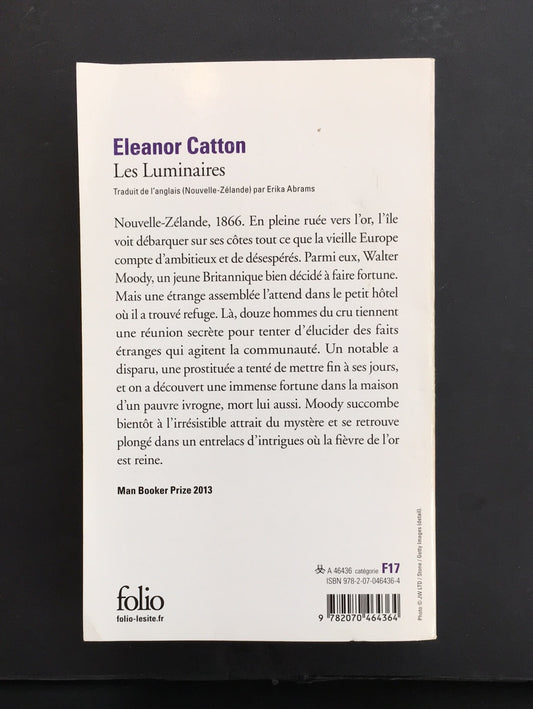 Eleanor Catton
Les Luminaires
Traduit de l'anglais (Nouvelle-Zélande) par Erika Abrams
Nouvelle-Zélande, 1866. En pleine ruée vers l'or, l'île
voit débarquer sur ses côtes tout ce que la vieille Europe
compte d'ambitieux et de désespérés. Parmi eux, Walter
Moody, un jeune Britannique bien décidé à faire fortune.
Mais une étrange assemblée l'attend dans le petit hôtel
où il a trouvé refuge. Là, douze hommes du cru tiennent
une réunion secrète pour tenter d'élucider des faits
étranges qui agitent la communauté. Un notable a
disparu, une prostituée a tenté de mettre fin à ses jours,
et on a découvert une immense fortune dans la maison
d'un pauvre ivrogne, mort lui aussi. Moody succombe
bientôt à l'irrésistible attrait du mystère et se retrouve
plongé dans un entrelacs d'intrigues où la fièvre de l'or
est reine.
Man Booker Prize 2013
A 46436 catégorie F17
ISBN 978-2-07-046436-4
folio
folio-lesite.fr
9 782070 464364
Photo © JW LTD / Stone / Getty Images (détail).